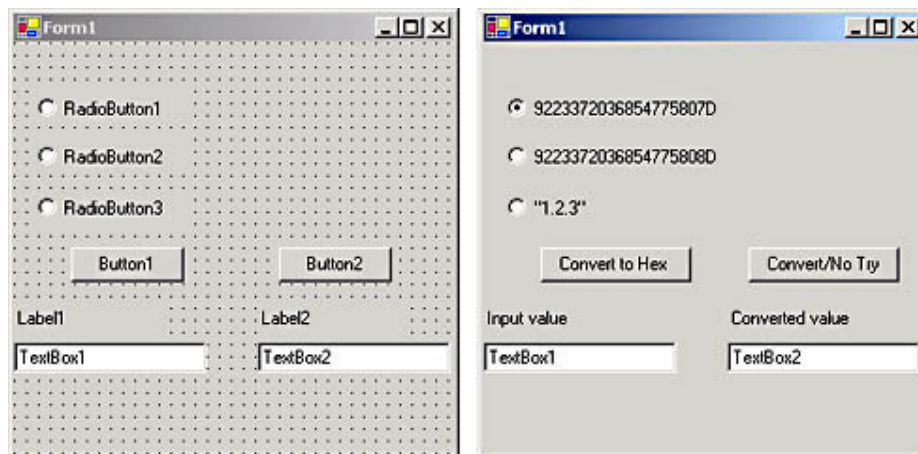 Form1
RadioButton1
RadioButton2
RadioButton3
Button1 Button2
Label1 Label2
TextBox1 TextBox2
Form1
9223372036854775807D
9223372036854775808D
"1.2.3"
Convert to Hex Convert/No Try
Input value Converted value
TextBox1 TextBox2